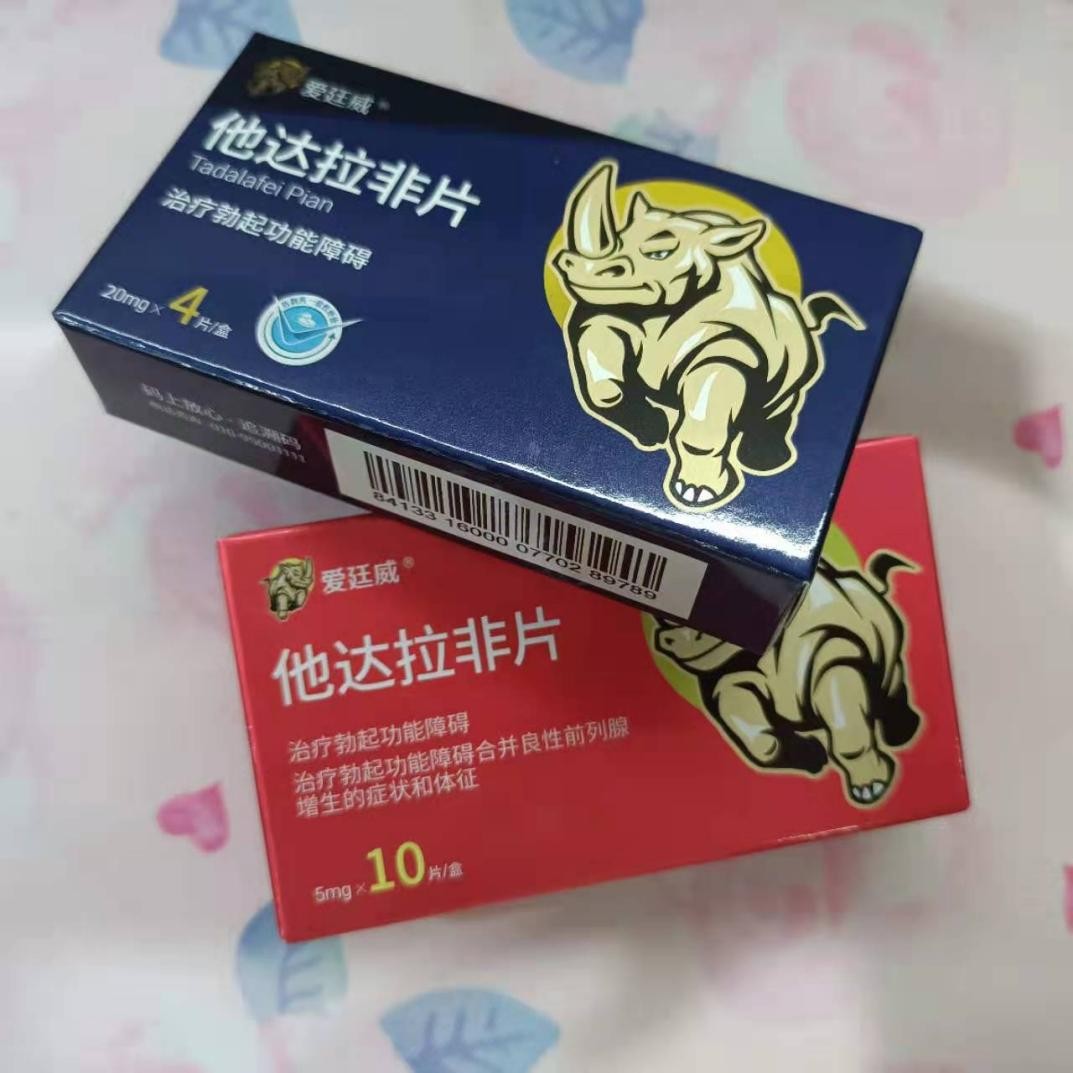 爱廷威®
他达拉非片
Tadalafei Pian
治疗勃起功能障碍
20mg×4片/盒
码上放心·追溯码
84133 16000 07702 89789
爱廷威®
他达拉非片
治疗勃起功能障碍
治疗勃起功能障碍合并良性前列腺
增生的症状和体征
5mg×10片/盒